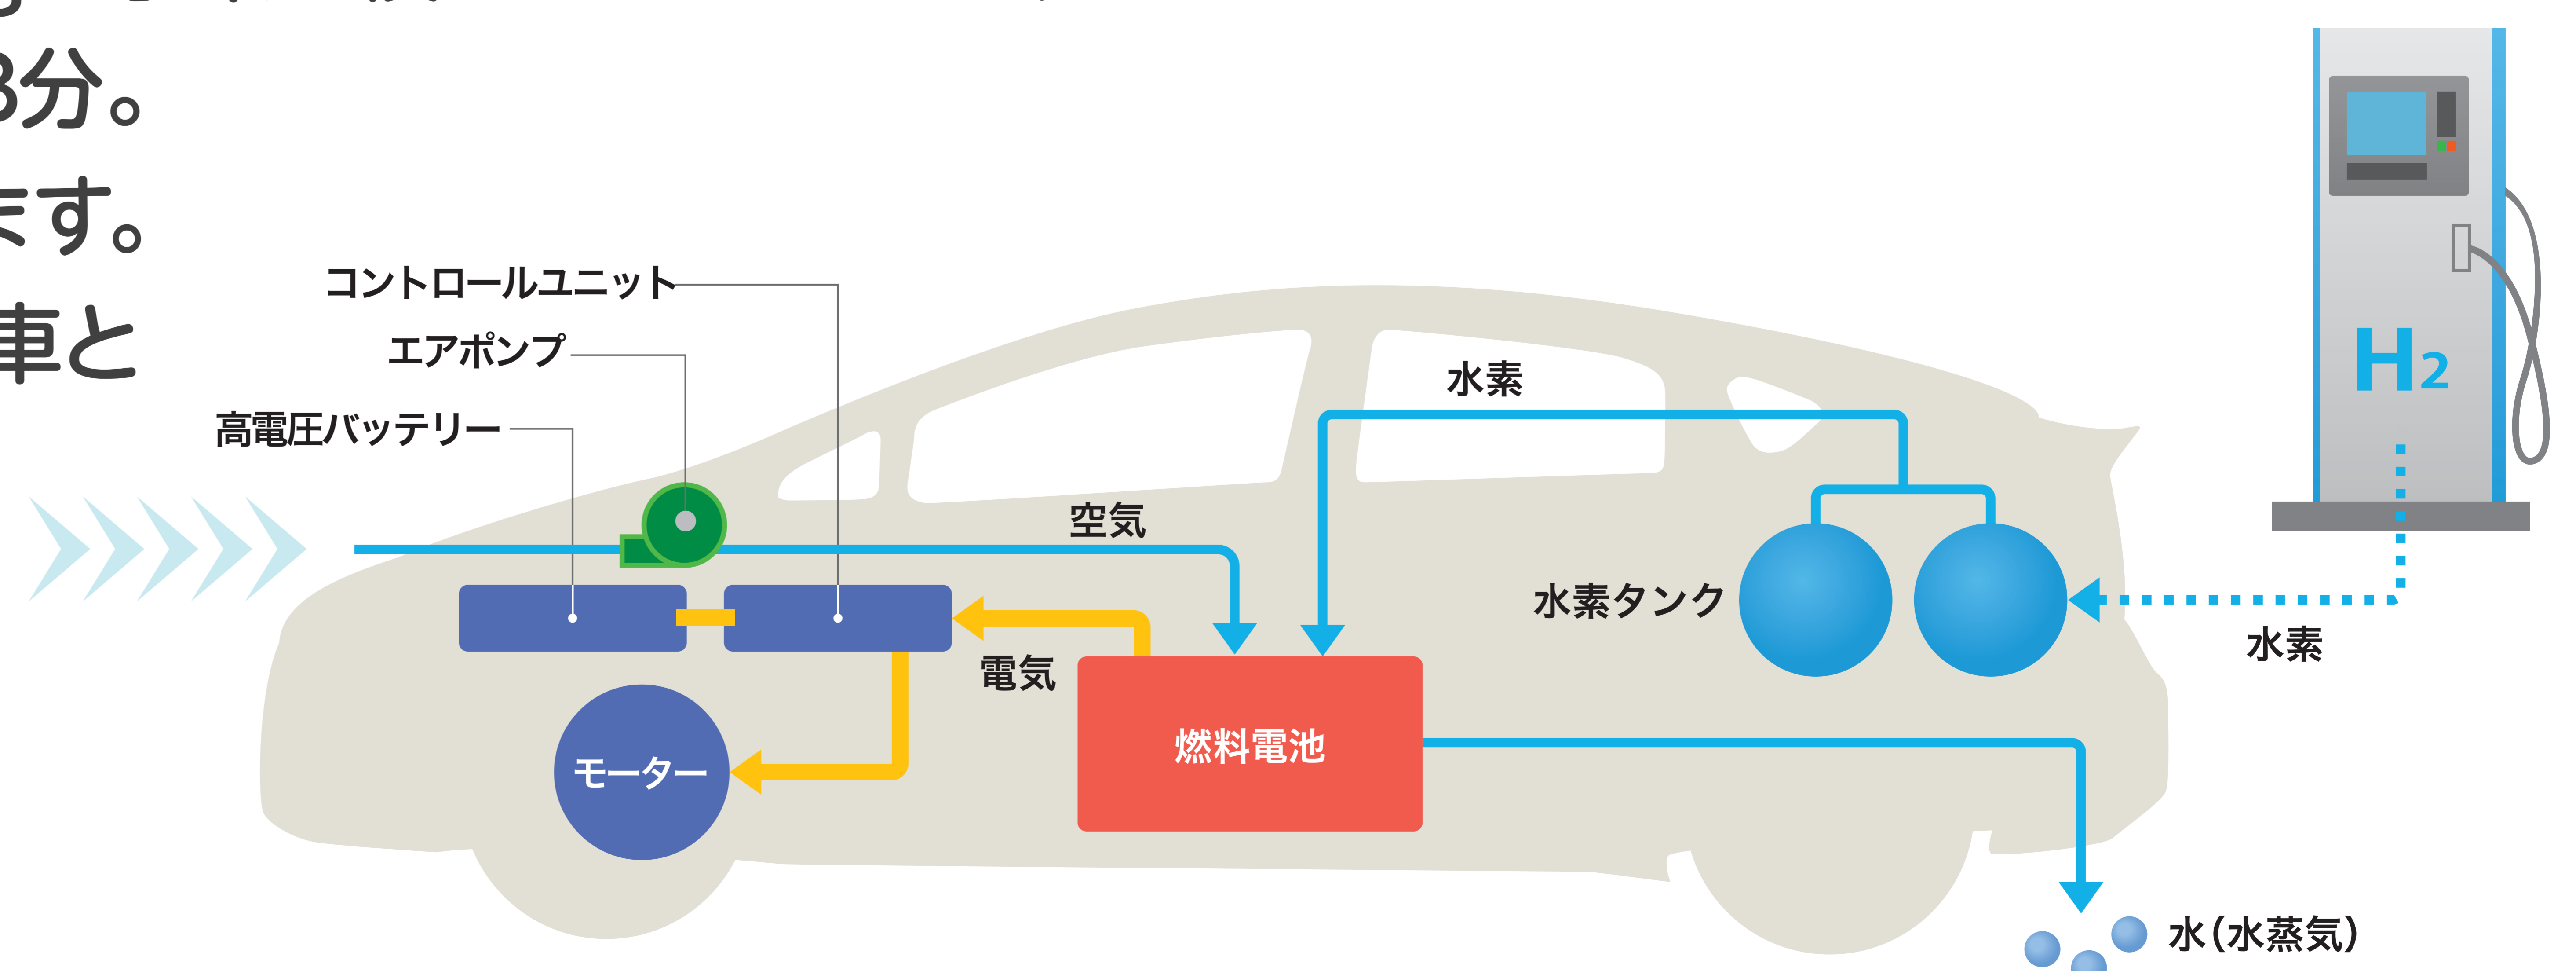 3分。
ます。
車と
コントロールユニット
エアポンプ
高電圧バッテリー
水素
空気
H2
水素タンク
水素
電気
燃料電池
モーター
水（水蒸気）